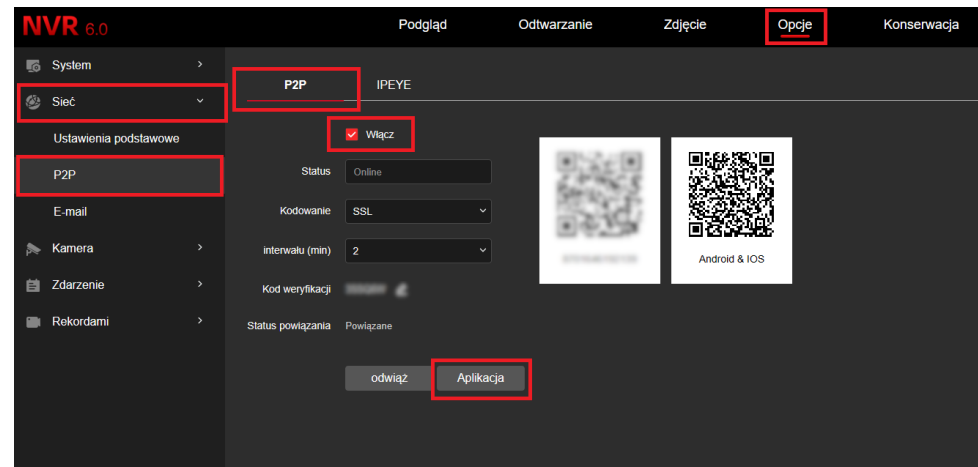 NVR 6.0
Podgląd
Odtwarzanie
Zdjęcie
Opcje
Konserwacja
System
Sieć
Ustawienia podstawowe
P2P
E-mail
Kamera
Zdarzenie
Rekordami
P2P
IPEYE
Włącz
Status
Online
Kodowanie
SSL
interwału (min)
2
Kod weryfikacji
Status powiązania
Powiązane
odwiąż
Aplikacja
Android & IOS